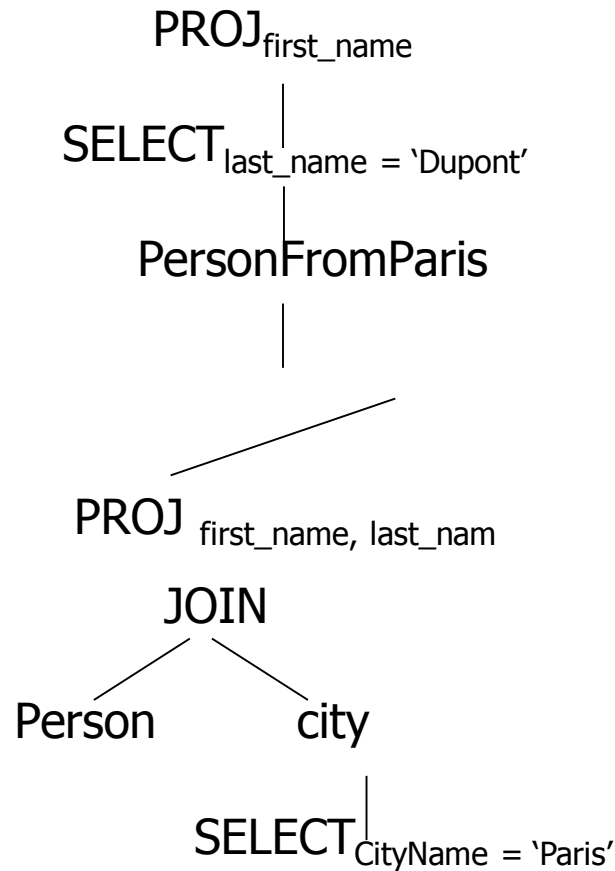 PROJfirst_name
SELECTlast_name = ‘Dupont’
PersonFromParis
PROJ first_name, last_nam
JOIN
Person city
SELECTCityName = ‘Paris’